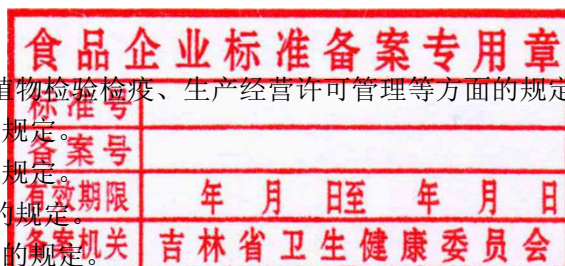 食品企业标准备案专用章
植物检验检疫、生产经营许可管理等方面的规定
标准号
规定。
备案号
规定。
有效期限 年 月 日至 年 月 日
的规定。
备案机关 吉林省卫生健康委员会
的规定。